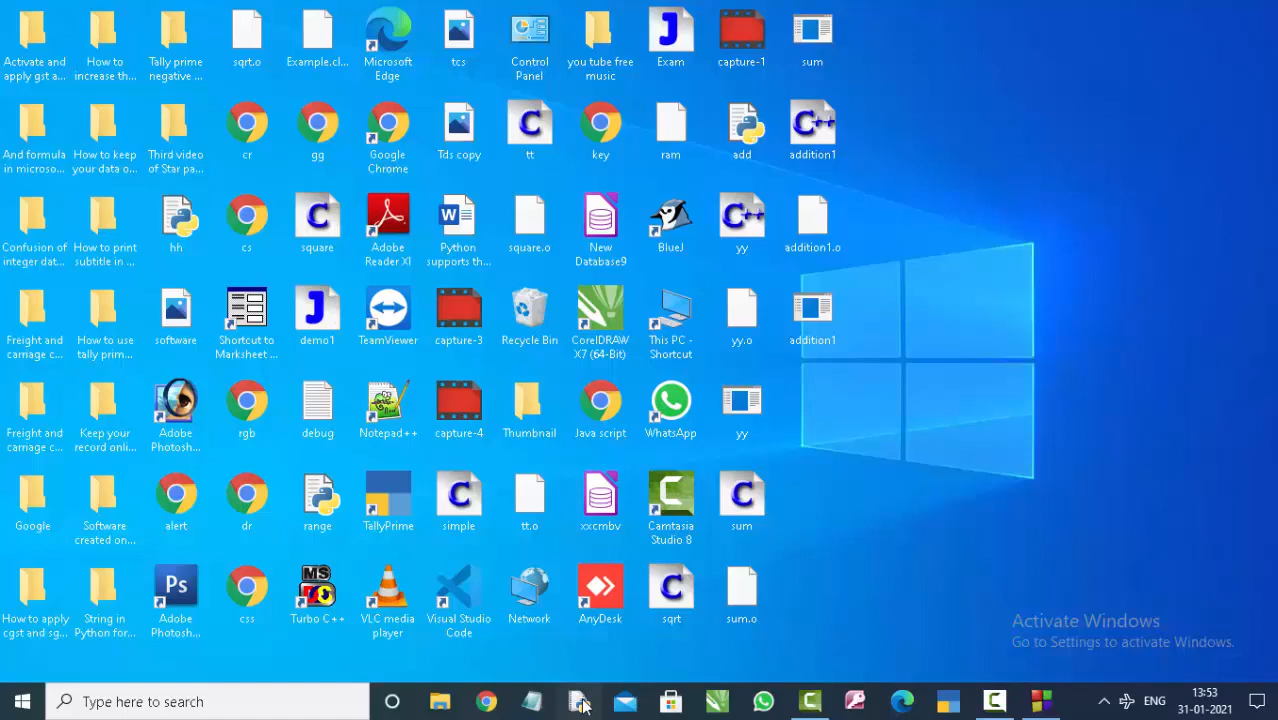 Activate and
apply gst a...
How to
increase th...
Tally prime
negative ...
sqrt.o
Example.cl...
Microsoft
Edge
tcs
Control
Panel
you tube free
music
Exam
capture-1
sum
And formula
in microso...
How to keep
your data o...
Third video
of Star pa...
cr
gg
Google
Chrome
Tds.copy
tt
key
ram
add
addition1
Confusion of
integer dat...
How to print
subtitle in ...
hh
cs
square
Adobe
Reader XI
Python
supports th...
square.o
New
Database9
BlueJ
yy
addition1.o
Freight and
carriage c...
How to use
tally prim...
software
Shortcut to
Marksheet ...
demo1
TeamViewer
capture-3
Recycle Bin
CorelDRAW
X7 (64-Bit)
This PC -
Shortcut
yy.o
addition1
Freight and
carriage c...
Keep your
record onli...
Adobe
Photosh...
rgb
debug
Notepad++
capture-4
Thumbnail
Java script
WhatsApp
yy
Google
Software
created on...
alert
dr
range
TallyPrime
simple
tt.o
xxcmbv
Camtasia
Studio 8
sum
How to apply
cgst and sg...
String in
Python for...
Ps
Adobe
Photosh...
css
MS
Turbo C++
VLC media
player
Visual Studio
Code
Network
AnyDesk
sqrt
sum.o
Activate Windows
Go to Settings to activate Windows.
Type here to search
ENG
13:53
31-01-2021